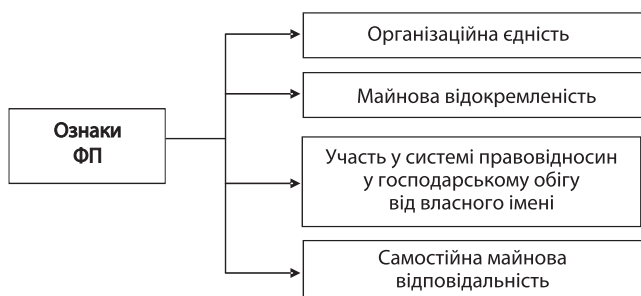 Організаційна єдність
Майнова відокремленість
Ознаки
ФП
Участь у системі правовідносин
у господарському обігу
від власного імені
Самостійна майнова
відповідальність